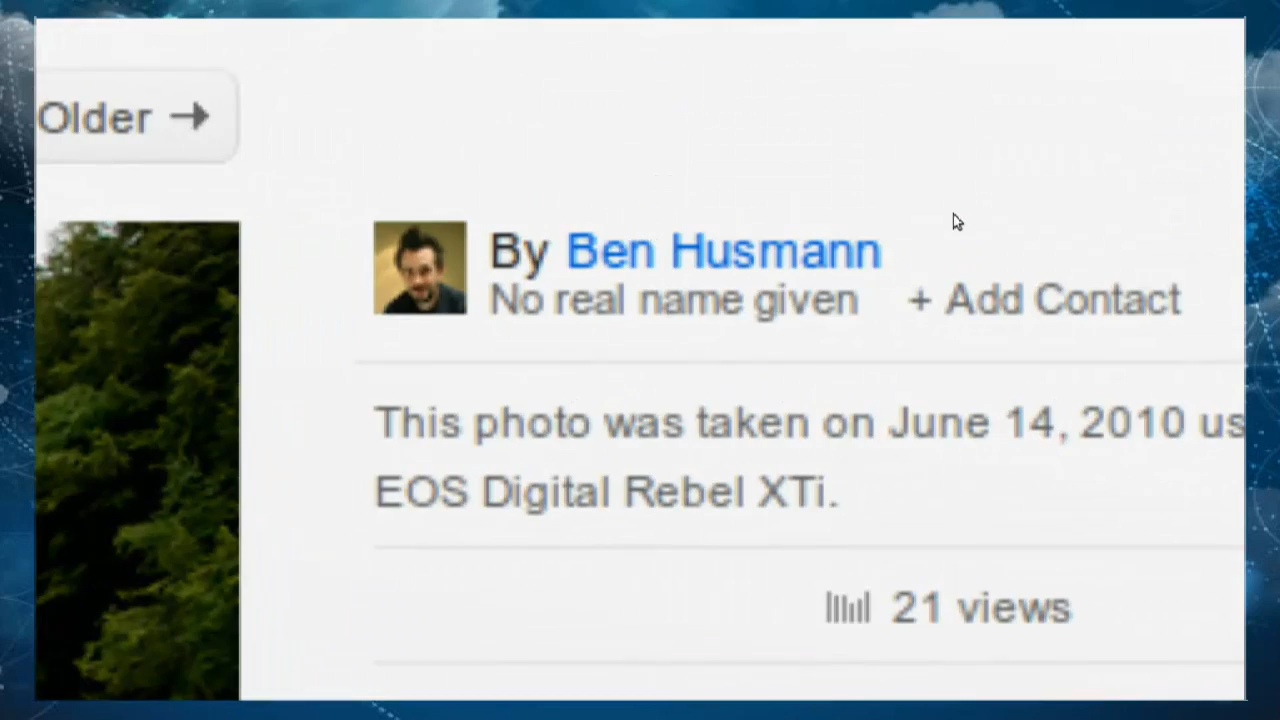 Older →
By Ben Husmann
No real name given + Add Contact
This photo was taken on June 14, 2010 us
EOS Digital Rebel XTi.
21 views